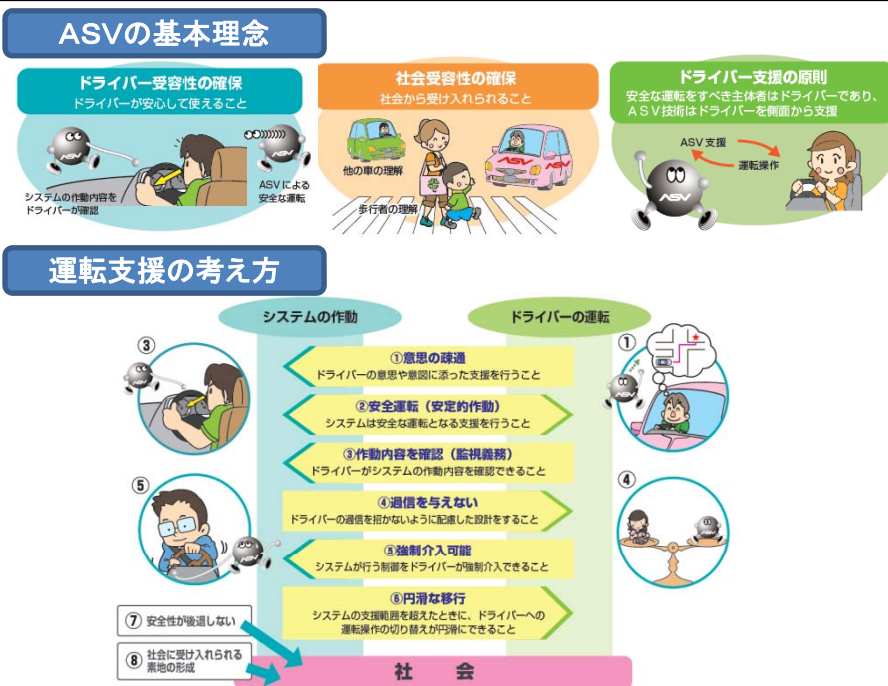 ASVの基本理念
ドライバー受容性の確保
ドライバーが安心して使えること
ASV
システムの作動内容を
ドライバーが確認
ASV
ASVによる
安全な運転
社会受容性の確保
社会から受け入れられること
他の車の理解
歩行者の理解
ASV
ASV
ドライバー支援の原則
安全な運転をすべき主体者はドライバーであり、
ASV技術はドライバーを側面から支援
ASV支援
運転操作
ASV
運転支援の考え方
システムの作動
ドライバーの運転
①意思の疎通
ドライバーの意思や意図に添った支援を行うこと
②安全運転（安定的作動）
システムは安全な運転となる支援を行うこと
③作動内容を確認（監視義務）
ドライバーがシステムの作動内容を確認できること
④過信を与えない
ドライバーの過信を招かないように配慮した設計をすること
⑤強制介入可能
システムが行う制御をドライバーが強制介入できること
⑥円滑な移行
システムの支援範囲を超えたときに、ドライバーへの
運転操作の切り替えが円滑にできること
③
ASV
⑤
ASV
①
ASV
④
ASV
⑦ 安全性が後退しない
⑧ 社会に受け入れられる
素地の形成
社 会